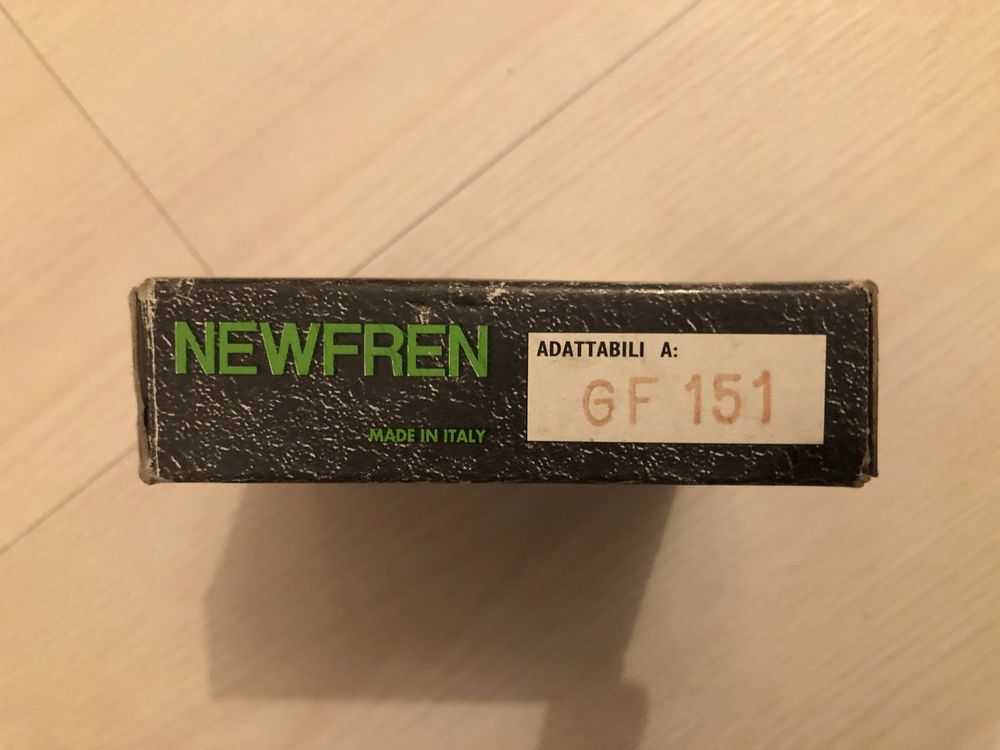 NEWFREN
MADE IN ITALY
ADATTABILI A:
GF 151